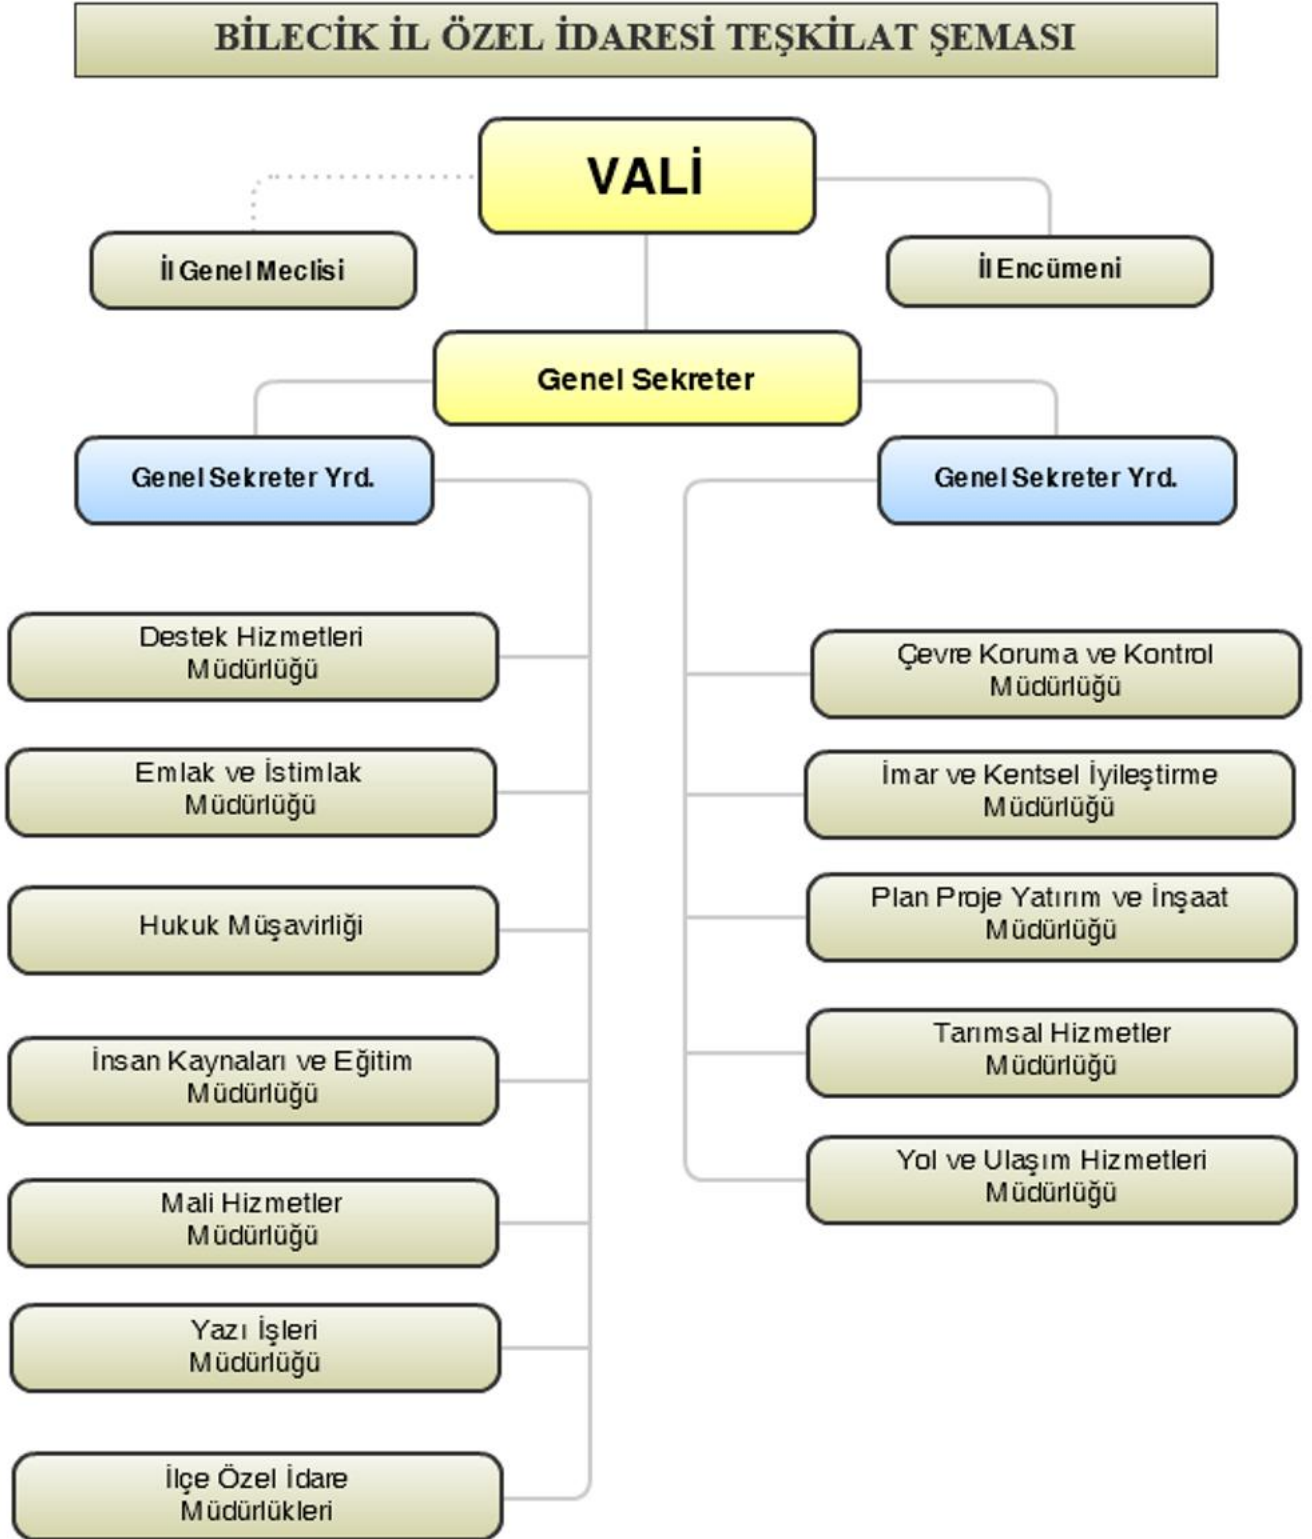 BİLECİK İL ÖZEL İDARESİ TEŞKİLAT ŞEMASI
VALİ
İl Genel Meclisi
İl Encümeni
Genel Sekreter
Genel Sekreter Yrd.
Genel Sekreter Yrd.
Destek Hizmetleri
Müdürlüğü
Emlak ve İstimlak
Müdürlüğü
Hukuk Müşavirliği
İnsan Kaynaları ve Eğitim
Müdürlüğü
Mali Hizmetler
Müdürlüğü
Yazı İşleri
Müdürlüğü
İlçe Özel İdare
Müdürlükleri
Çevre Koruma ve Kontrol
Müdürlüğü
İmar ve Kentsel İyileştirme
Müdürlüğü
Plan Proje Yatırım ve İnşaat
Müdürlüğü
Tarımsal Hizmetler
Müdürlüğü
Yol ve Ulaşım Hizmetleri
Müdürlüğü